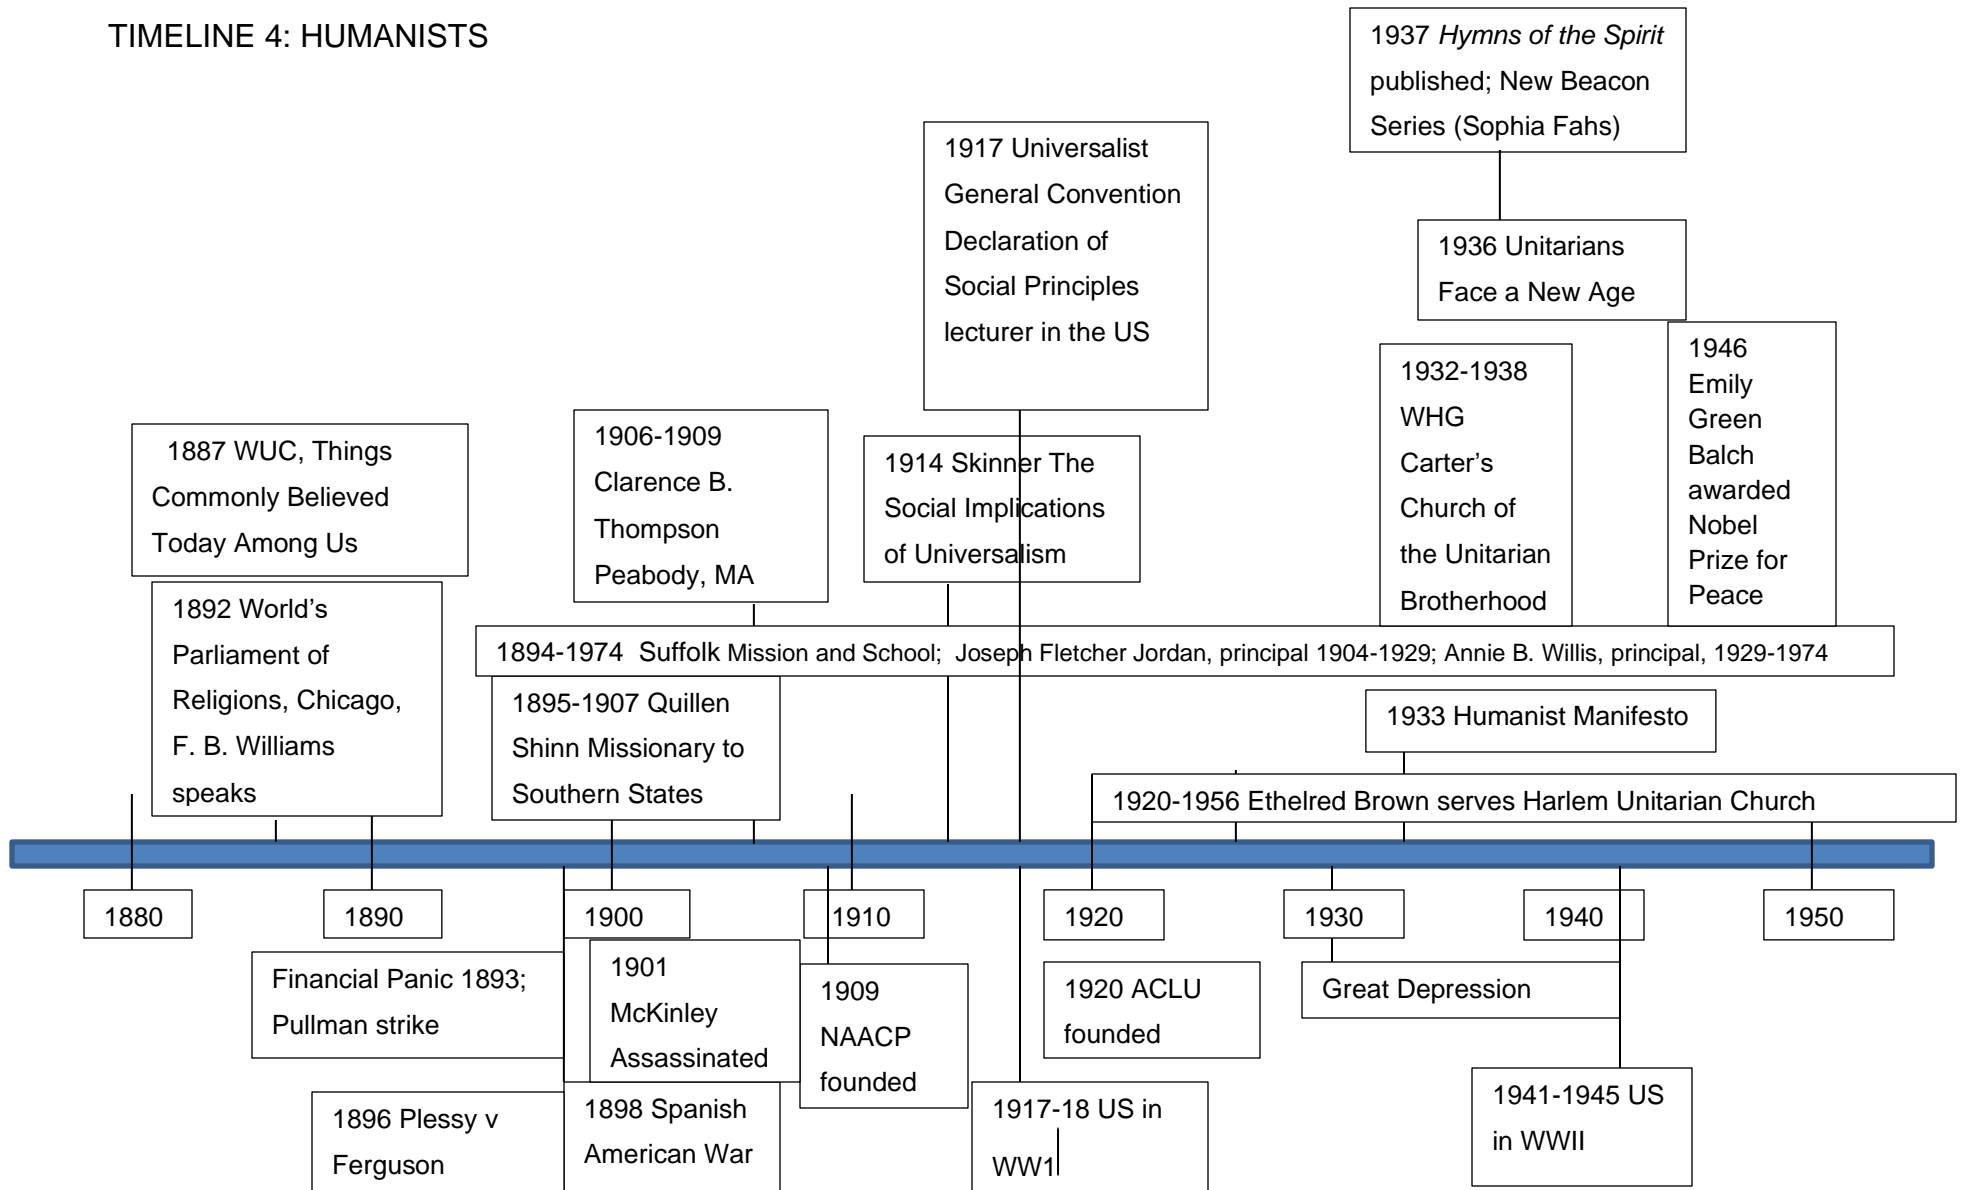 TIMELINE 4: HUMANISTS
1937 Hymns of the Spirit
published; New Beacon
Series (Sophia Fahs)
1917 Universalist
General Convention
Declaration of
Social Principles
lecturer in the US
1936 Unitarians
Face a New Age
1946
Emily
Green
Balch
awarded
Nobel
Prize for
Peace
1932-1938
WHG
Carter’s
Church of
the Unitarian
Brotherhood
1887 WUC, Things
Commonly Believed
Today Among Us
1906-1909
Clarence B.
Thompson
Peabody, MA
1914 Skinner The
Social Implications
of Universalism
1892 World’s
Parliament of
Religions, Chicago,
F. B. Williams
speaks
1894-1974 Suffolk Mission and School; Joseph Fletcher Jordan, principal 1904-1929; Annie B. Willis, principal, 1929-1974
1895-1907 Quillen
Shinn Missionary to
Southern States
1933 Humanist Manifesto
1920-1956 Ethelred Brown serves Harlem Unitarian Church
1880
1890
1900
1910
1920
1930
1940
1950
Financial Panic 1893;
Pullman strike
1901
McKinley
Assassinated
1909
NAACP
founded
1920 ACLU
founded
Great Depression
1896 Plessy v
Ferguson
1898 Spanish
American War
1917-18 US in
WW1
1941-1945 US
in WWII